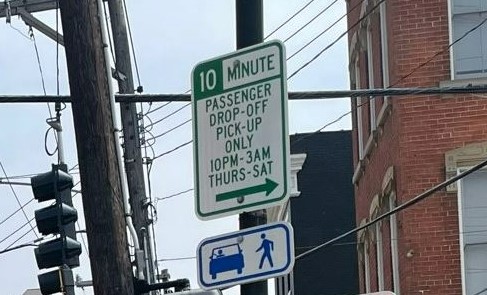 10 MINUTE
PASSENGER
DROP-OFF
PICK-UP
ONLY
10PM-3AM
THURS-SAT